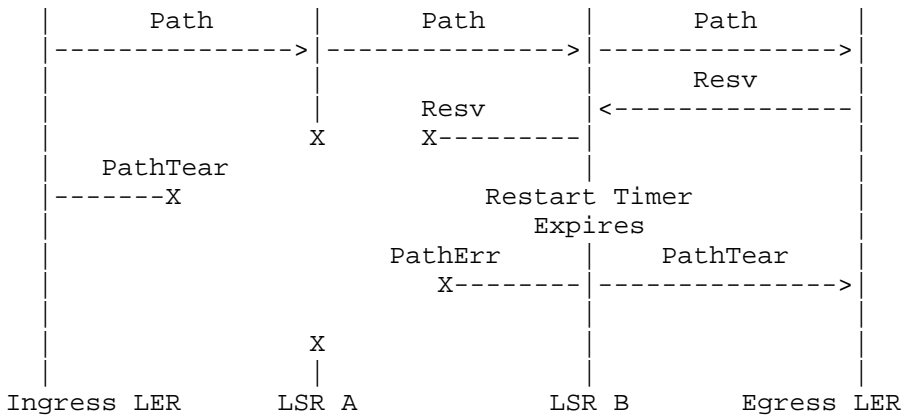 Path Path Path
Resv
Resv
X X
PathTear
X Restart Timer
Expires
PathErr PathTear
X
X
Ingress LER LSR A LSR B Egress LER